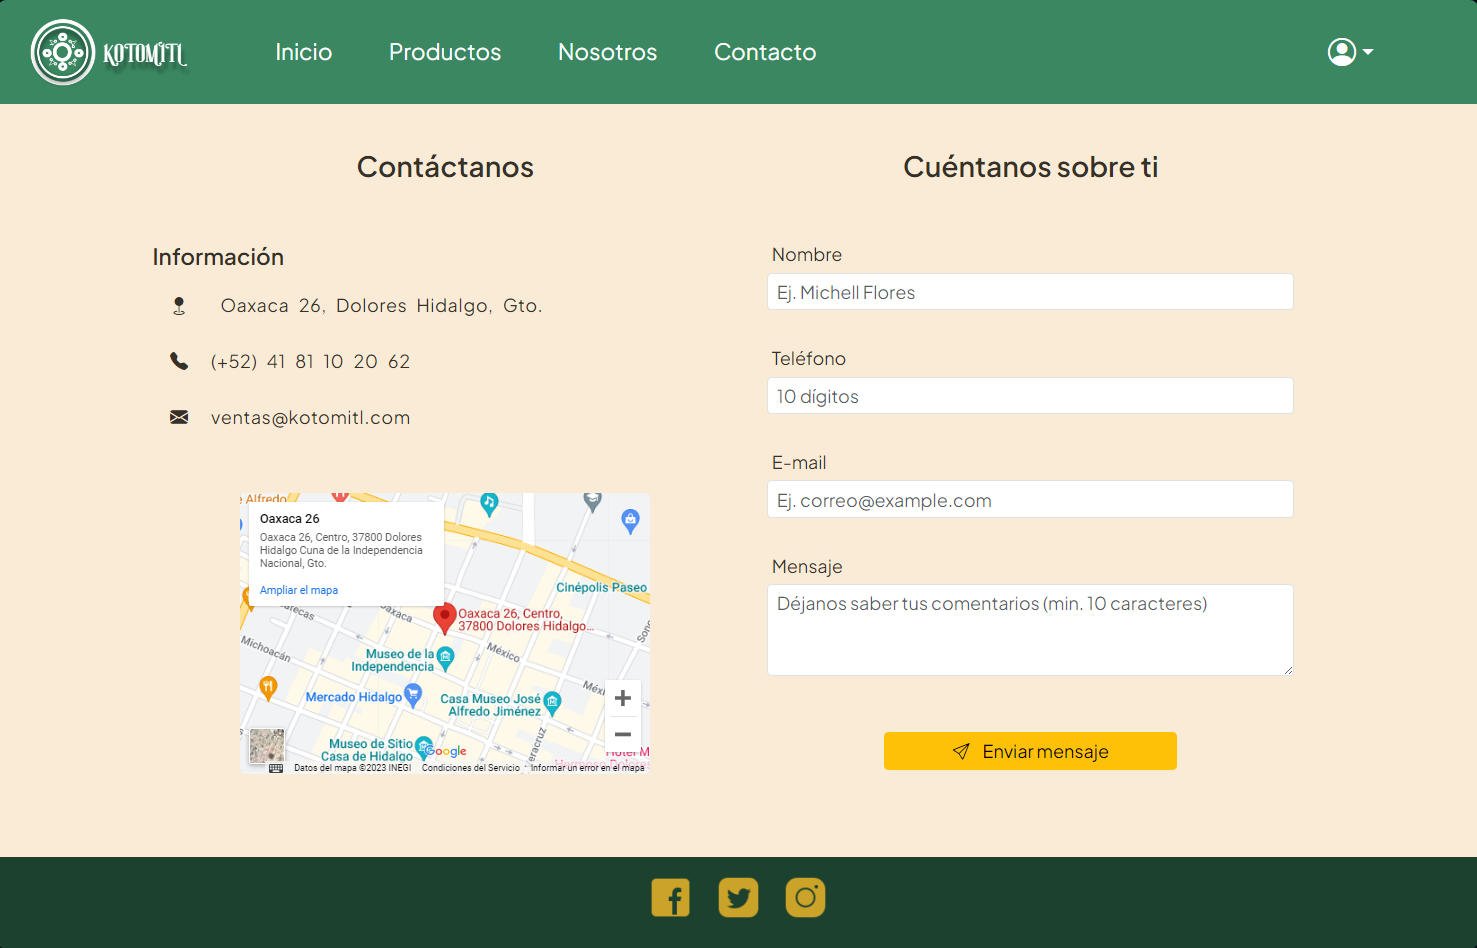 KOTOMITL
Inicio
Productos
Nosotros
Contacto
Contáctanos
Información
Oaxaca 26, Dolores Hidalgo, Gto.
(+52) 41 81 10 20 62
ventas@kotomitl.com
Alfredo
Oaxaca 26
Oaxaca 26, Centro, 37800 Dolores
Hidalgo Cuna de la Independencia
Nacional, Gto.
Ampliar el mapa
Cinépolis Paseo
Oaxaca 26, Centro,
37800 Dolores Hidalgo...
Oaxaca
Michoacán
México
Museo de la
Independencia
Mercado Hidalgo
Casa Museo José
Alfredo Jiménez
Museo de Sitio
Casa de Hidalgo
Google
Datos del mapa ©2023 INEGI
Condiciones del Servicio
Informar un error en el mapa
Cuéntanos sobre ti
Nombre
Ej. Michell Flores
Teléfono
10 dígitos
E-mail
Ej. correo@example.com
Mensaje
Déjanos saber tus comentarios (min. 10 caracteres)
Enviar mensaje